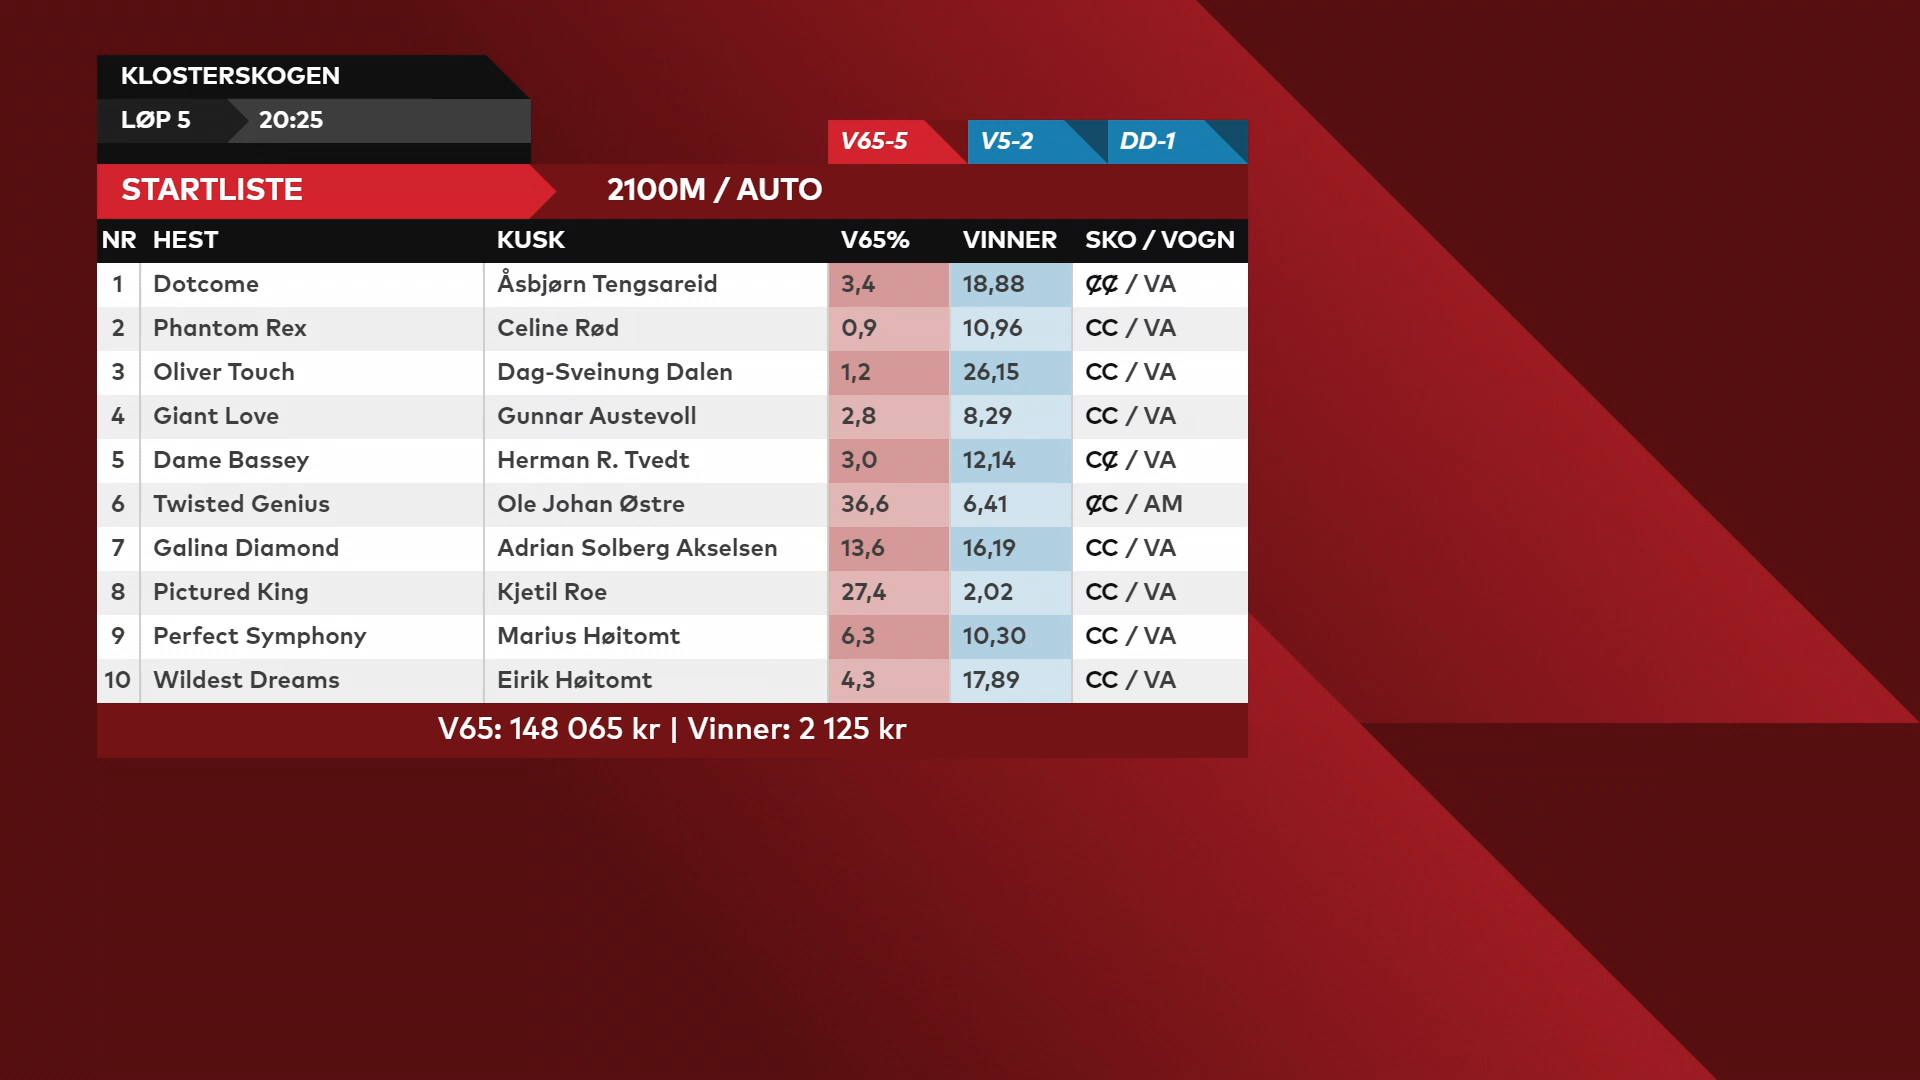 KLOSTERSKOGEN
LØP 5 20:25
V65-5 V5-2 DD-1
STARTLISTE 2100M / AUTO
NR HEST KUSK V65% VINNER SKO / VOGN
1 Dotcome Åsbjørn Tengsareid 3,4 18,88 ȻȻ / VA
2 Phantom Rex Celine Rød 0,9 10,96 CC / VA
3 Oliver Touch Dag-Sveinung Dalen 1,2 26,15 CC / VA
4 Giant Love Gunnar Austevoll 2,8 8,29 CC / VA
5 Dame Bassey Herman R. Tvedt 3,0 12,14 CȻ / VA
6 Twisted Genius Ole Johan Østre 36,6 6,41 ȻC / AM
7 Galina Diamond Adrian Solberg Akselsen 13,6 16,19 CC / VA
8 Pictured King Kjetil Roe 27,4 2,02 CC / VA
9 Perfect Symphony Marius Høitomt 6,3 10,30 CC / VA
10 Wildest Dreams Eirik Høitomt 4,3 17,89 CC / VA
V65: 148 065 kr | Vinner: 2 125 kr